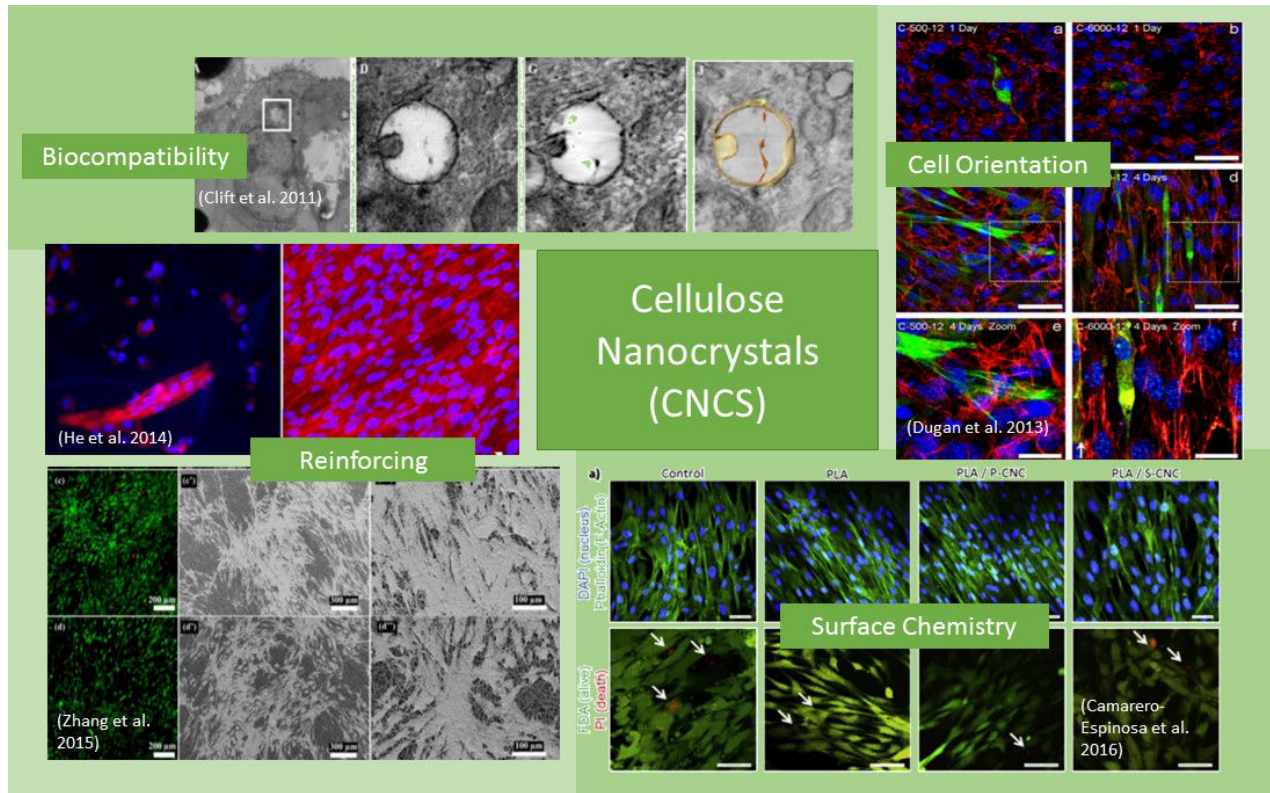 A
D
G
J
Biocompatibility
(Clift et al. 2011)
C-500-12 1 Day
a
C-6000-12 1 Day
b
Cell Orientation
4 Days
d
C-500-12 4 Days Zoom
e
C-6000-12 4 Days Zoom
f
(Dugan et al. 2013)
Cellulose
Nanocrystals
(CNCS)
(He et al. 2014)
Reinforcing
(c)
(c')
200 µm
300 µm
100 µm
(d)
(d')
(d'')
(Zhang et al.
2015)
200 µm
300 µm
100 µm
a)
Control
PLA
PLA / P-CNC
PLA / S-CNC
DAPI (nucleus)
Phalloidin (F-Actin)
Surface Chemistry
FDA (alive)
PI (death)
(Camarero-
Espinosa et al.
2016)